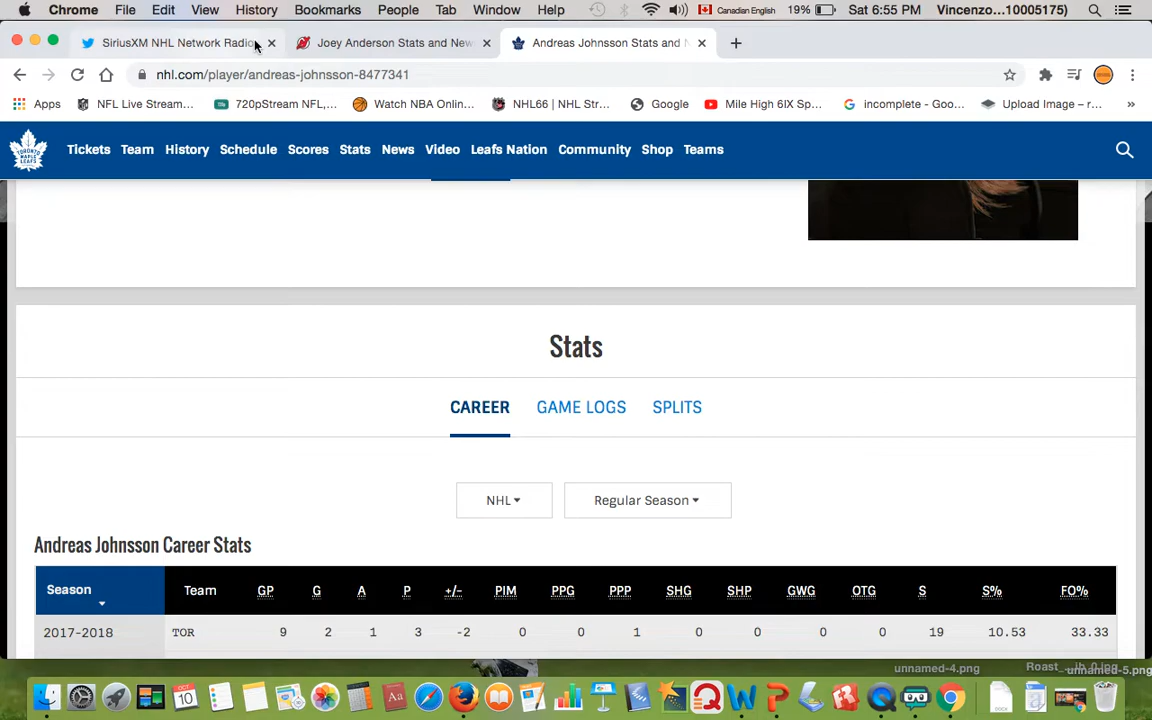 Chrome File Edit View History Bookmarks People Tab Window Help Canadian English 19% Sat 6:55 PM Vincenzo...10005175)
SiriusXM NHL Network Radio Joey Anderson Stats and New Andreas Johnsson Stats and N
nhl.com/player/andreas-johnsson-8477341
Apps NFL Live Stream... 720pStream NFL,... Watch NBA Onlin... NHL66 | NHL Str... Google Mile High 6IX Sp... incomplete - Goo... Upload Image – r... »
Tickets Team History Schedule Scores Stats News Video Leafs Nation Community Shop Teams
Stats
CAREER GAME LOGS SPLITS
NHL Regular Season
Andreas Johnsson Career Stats
Season Team GP G A P +/- PIM PPG PPP SHG SHP GWG OTG S S% FO%
2017-2018 TOR 9 2 1 3 -2 0 0 1 0 0 0 0 19 10.53 33.33
unnamed-4.png unnamed-5.png